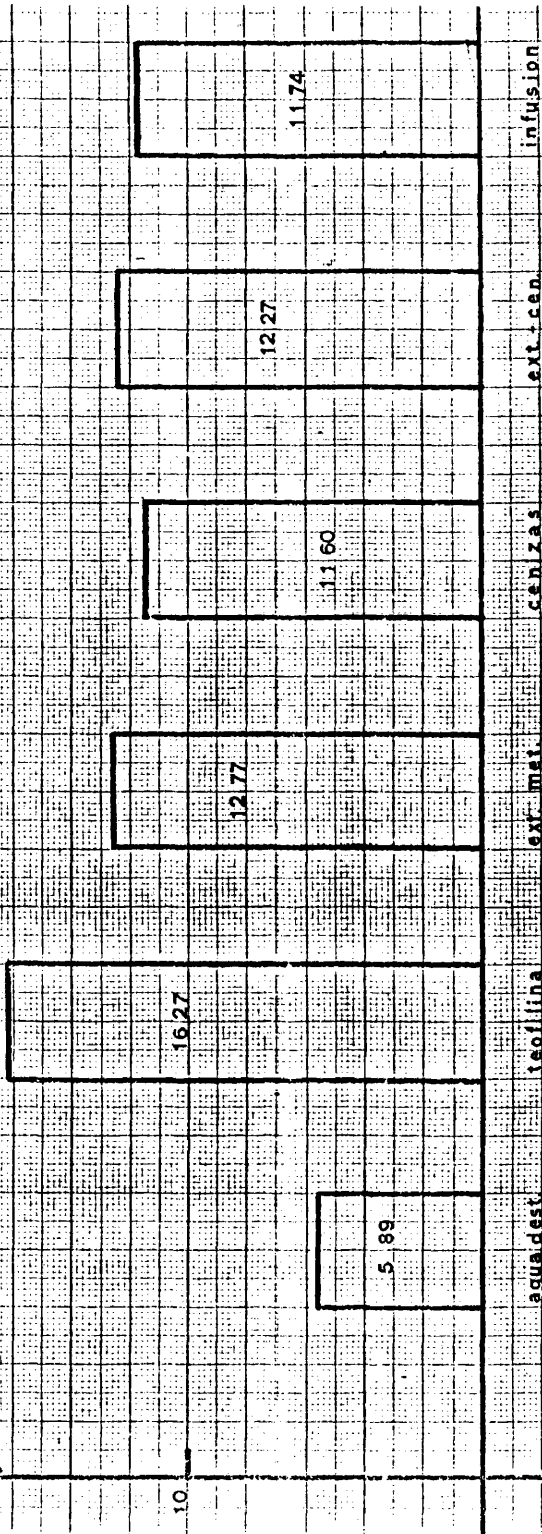 10
5.89
16.27
12.77
11.60
12.27
11.74
aquadest.
teofilina
ext. met.
cenizas
ext.+cen.
infusion